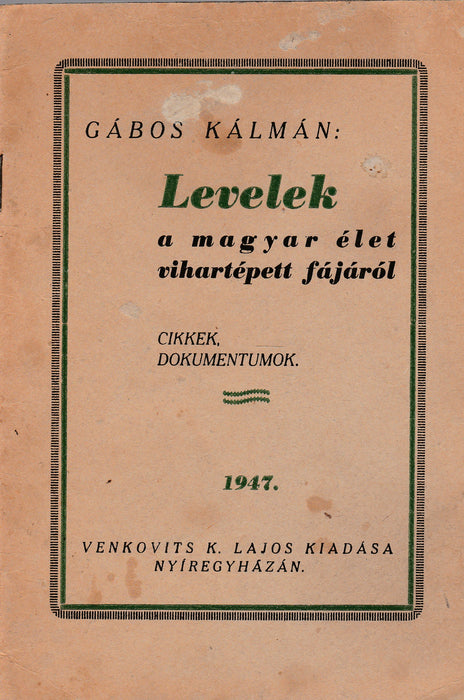 GÁBOS KÁLMÁN:
Levelek
a magyar élet
vihartépett fájáról
CIKKEK,
DOKUMENTUMOK.
1947.
VENKOVITS K. LAJOS KIADÁSA
NYÍREGYHÁZÁN.